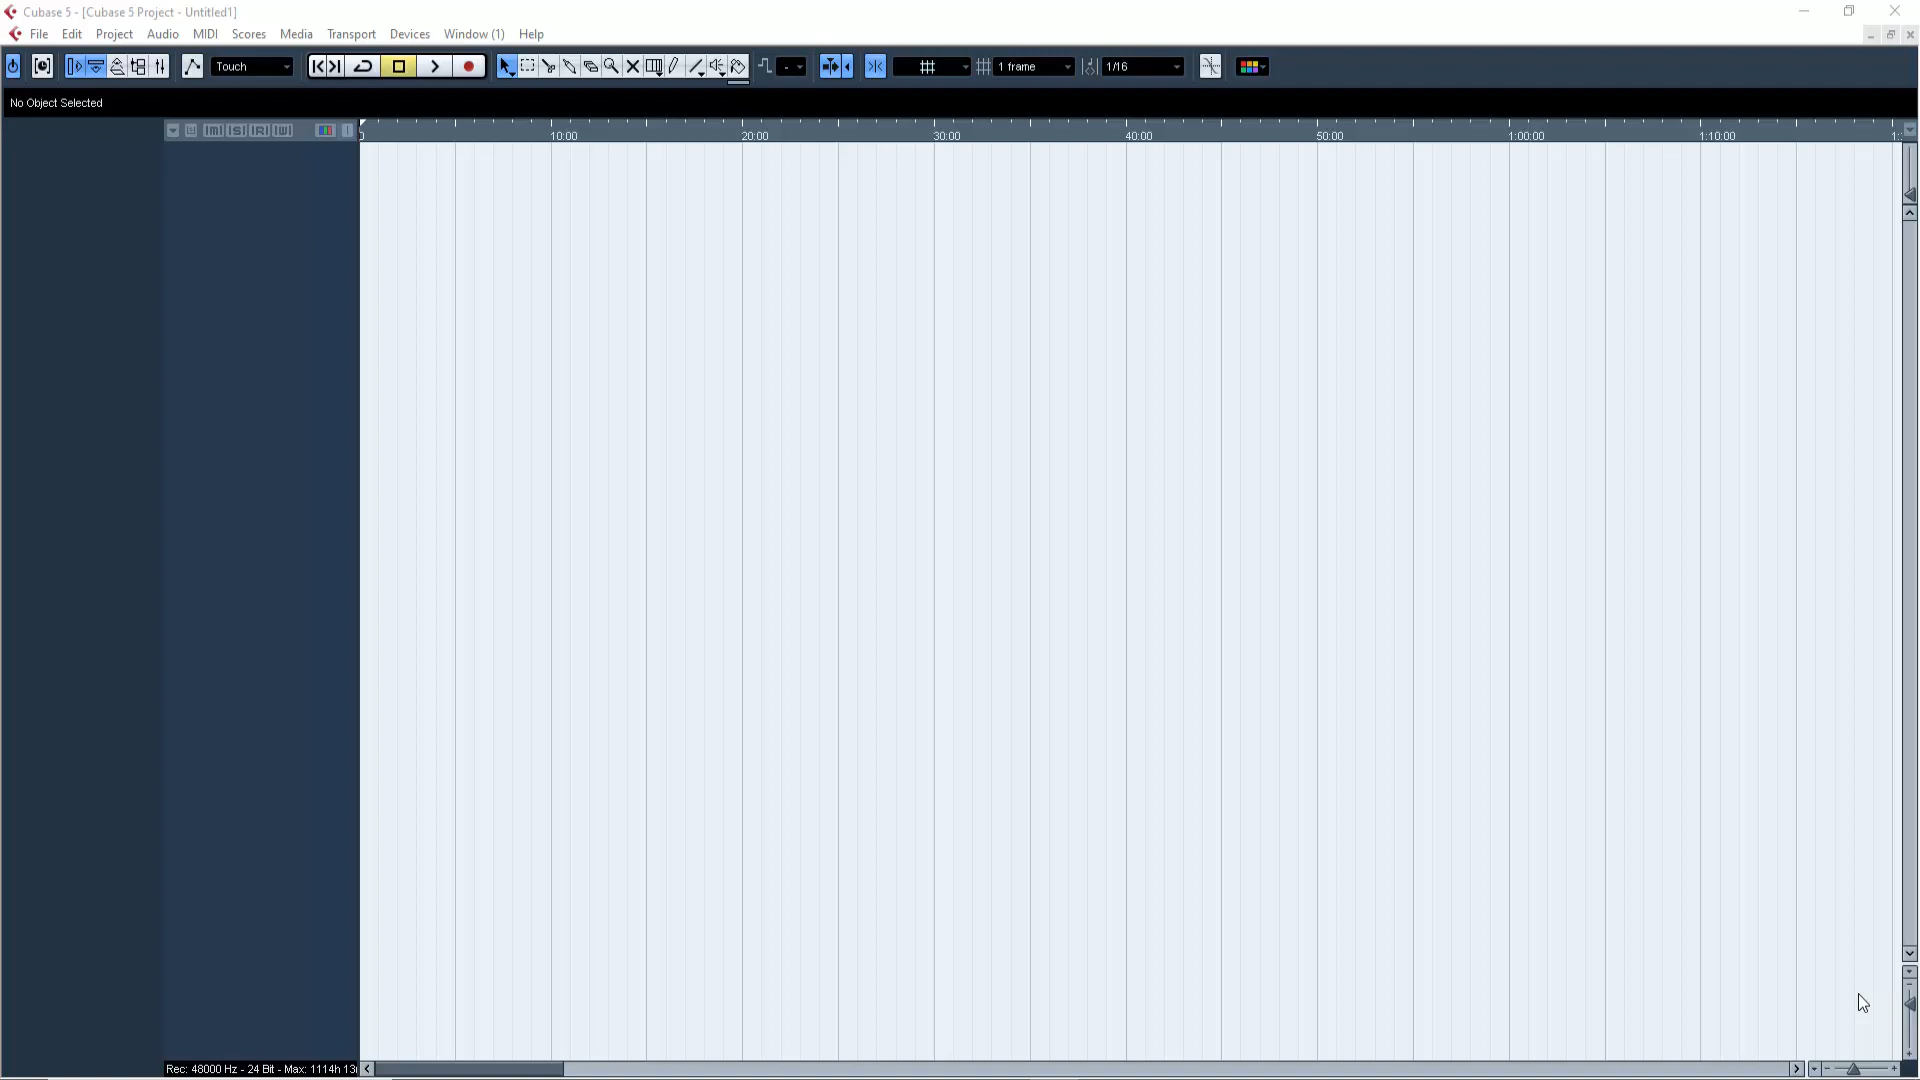 Cubase 5 - [Cubase 5 Project - Untitled1]
File Edit Project Audio MIDI Scores Media Transport Devices Window (1) Help
Touch 1 frame 1/16
No Object Selected
M S R W
10:00 20:00 30:00 40:00 50:00 1:00:00 1:10:00
Rec: 48000 Hz - 24 Bit - Max: 1114h 13